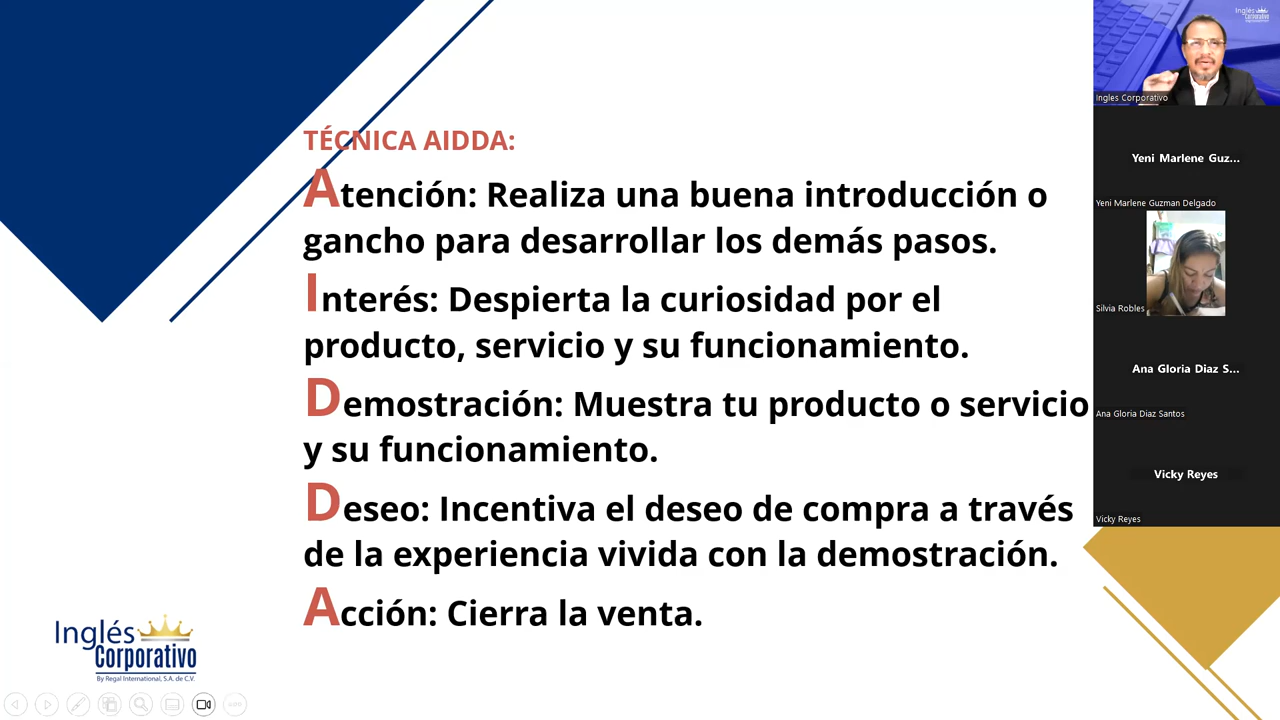 TÉCNICA AIDDA:
Atención: Realiza una buena introducción o
gancho para desarrollar los demás pasos.
Interés: Despierta la curiosidad por el
producto, servicio y su funcionamiento.
Demostración: Muestra tu producto o servicio
y su funcionamiento.
Deseo: Incentiva el deseo de compra a través
de la experiencia vivida con la demostración.
Acción: Cierra la venta.
Inglés
Corporativo
By Regal International, S.A. de C.V.
Inglés
Corporativo
Ingles Corporativo
Yeni Marlene Guz...
Yeni Marlene Guzman Delgado
Silvia Robles
Ana Gloria Diaz S...
Ana Gloria Diaz Santos
Vicky Reyes
Vicky Reyes